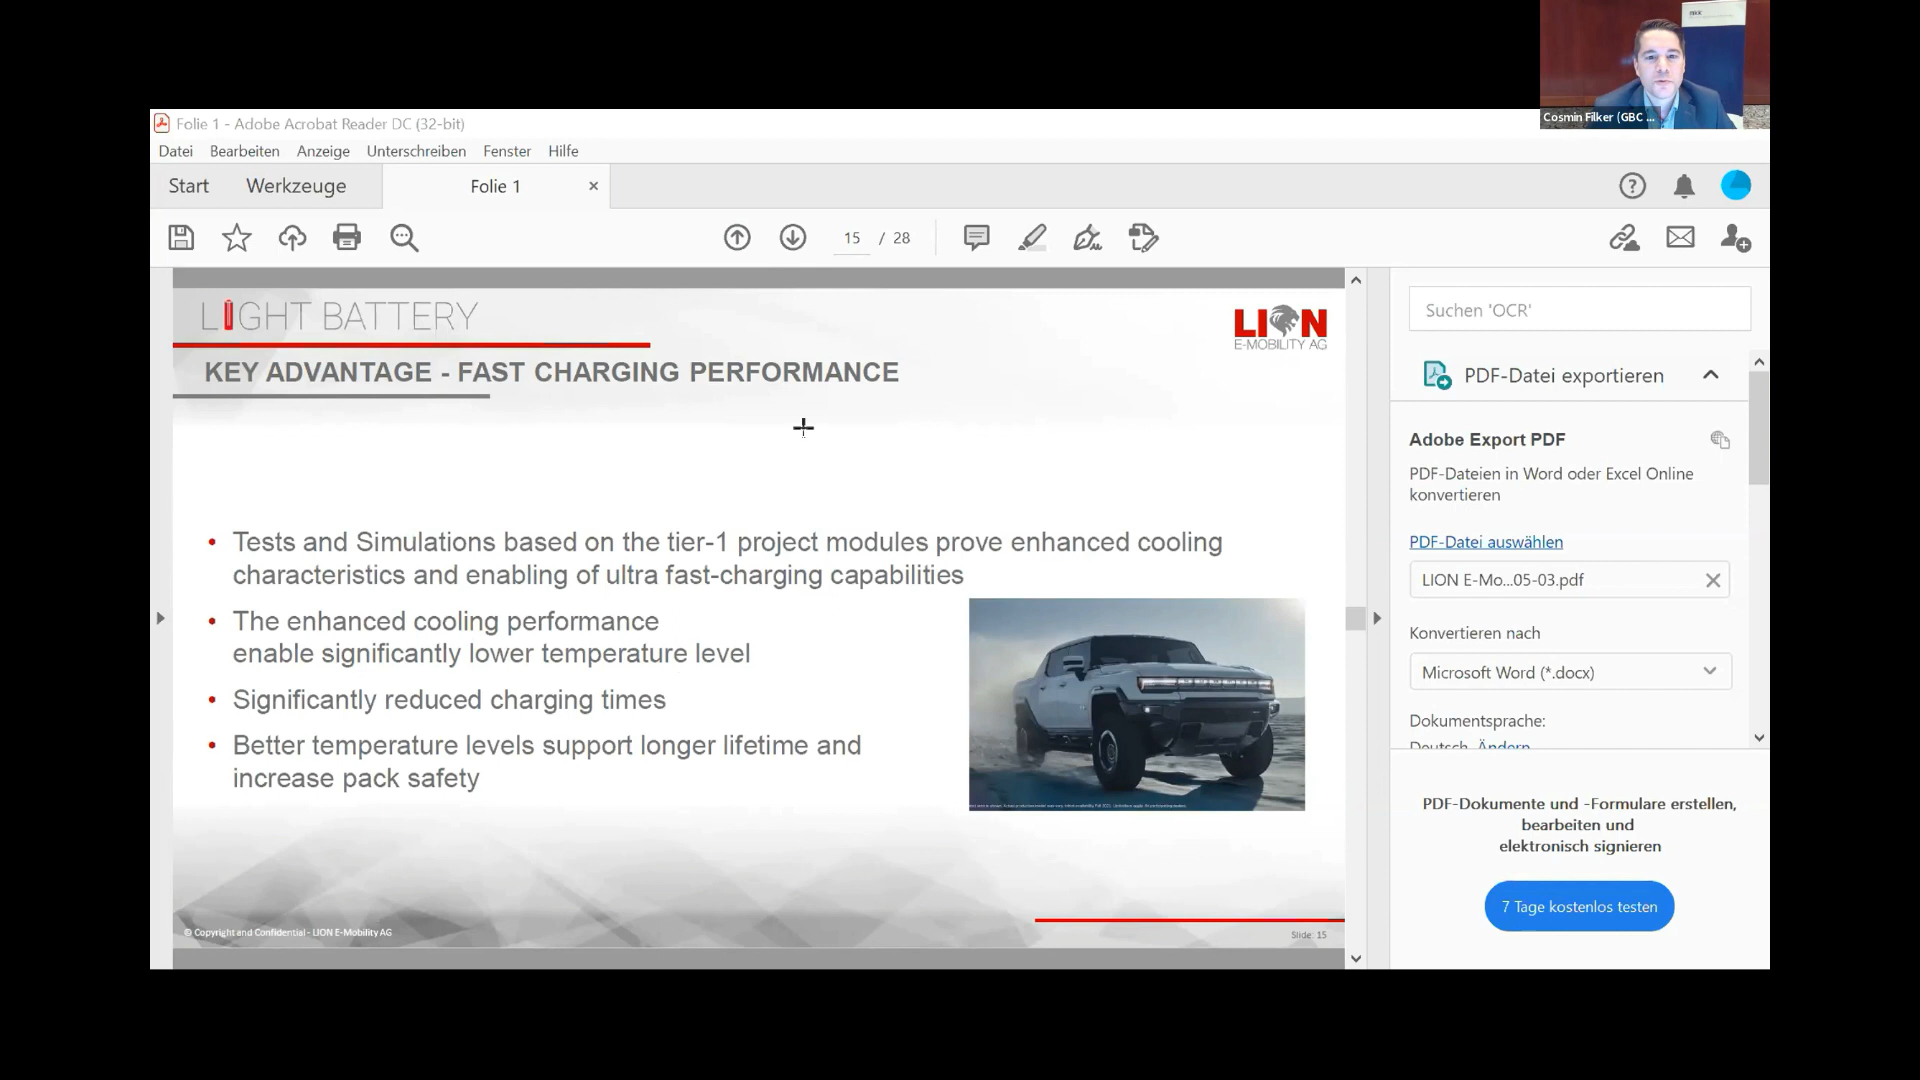 mkk
Cosmin Filker (GBC ...
Folie 1 - Adobe Acrobat Reader DC (32-bit)
Datei Bearbeiten Anzeige Unterschreiben Fenster Hilfe
Start Werkzeuge Folie 1
15 / 28
LIGHT BATTERY
LION
E-MOBILITY AG
KEY ADVANTAGE - FAST CHARGING PERFORMANCE
• Tests and Simulations based on the tier-1 project modules prove enhanced cooling
characteristics and enabling of ultra fast-charging capabilities
• The enhanced cooling performance
enable significantly lower temperature level
• Significantly reduced charging times
• Better temperature levels support longer lifetime and
increase pack safety
© Copyright and Confidential - LION E-Mobility AG
Slide: 15
Suchen 'OCR'
PDF-Datei exportieren
Adobe Export PDF
PDF-Dateien in Word oder Excel Online
konvertieren
PDF-Datei auswählen
LION E-Mo...05-03.pdf
Konvertieren nach
Microsoft Word (*.docx)
Dokumentsprache:
Deutsch Ändern
PDF-Dokumente und -Formulare erstellen,
bearbeiten und
elektronisch signieren
7 Tage kostenlos testen